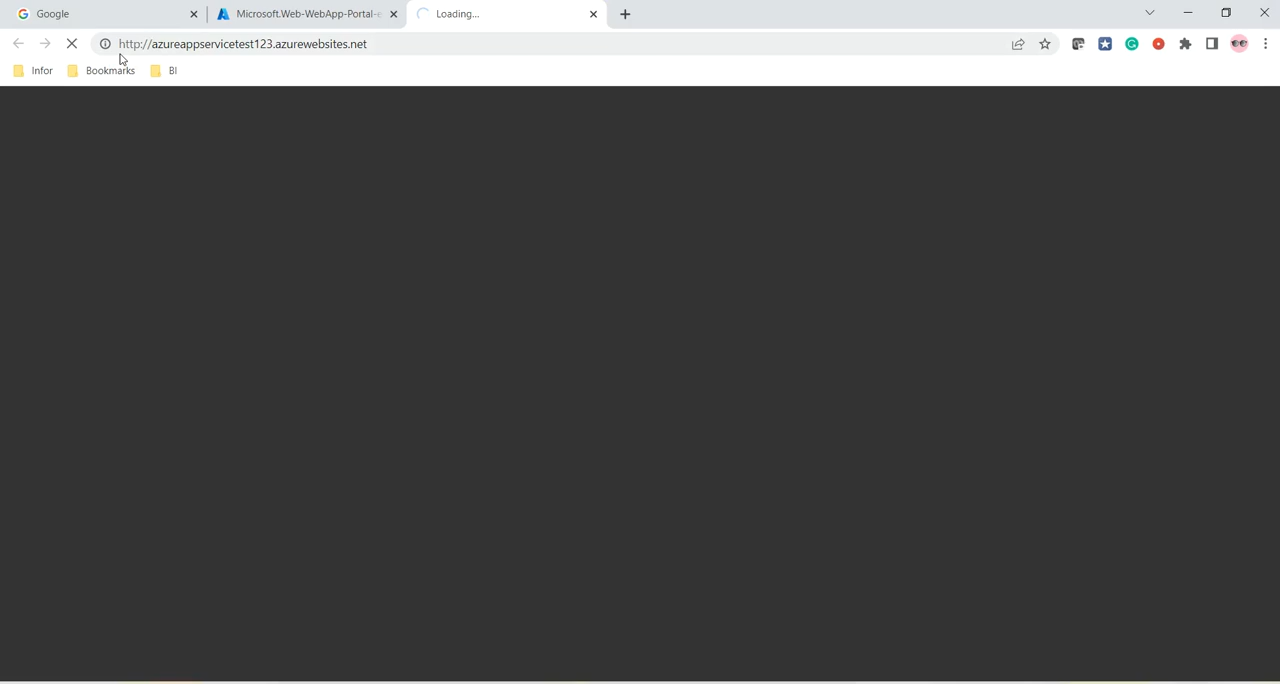 Google
Microsoft.Web-WebApp-Portal-e
Loading...
http://azureappservicetest123.azurewebsites.net
Infor
Bookmarks
BI